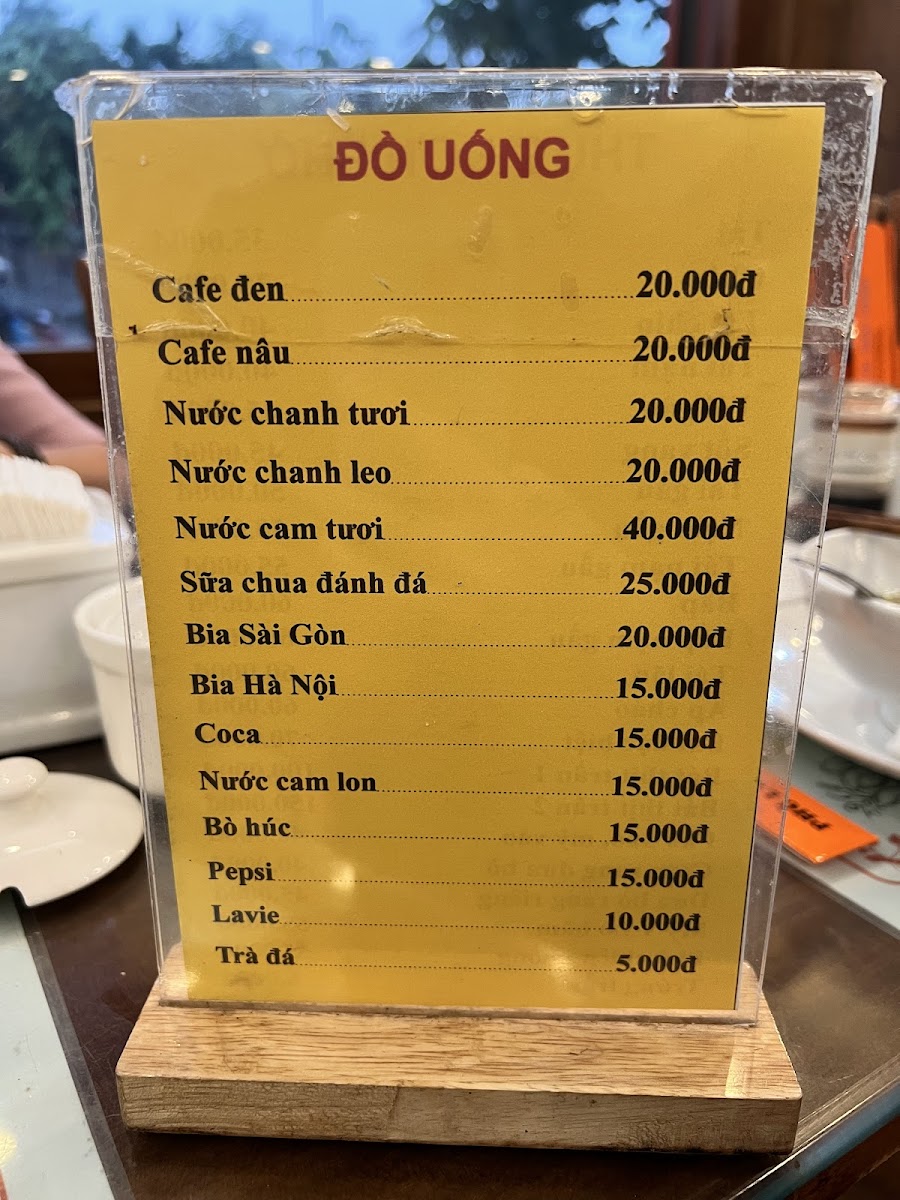 ĐỒ UỐNG
Cafe đen 20.000đ
Cafe nâu 20.000đ
Nước chanh tươi 20.000đ
Nước chanh leo 20.000đ
Nước cam tươi 40.000đ
Sữa chua đánh đá 25.000đ
Bia Sài Gòn 20.000đ
Bia Hà Nội 15.000đ
Coca 15.000đ
Nước cam lon 15.000đ
Bò húc 15.000đ
Pepsi 15.000đ
Lavie 10.000đ
Trà đá 5.000đ